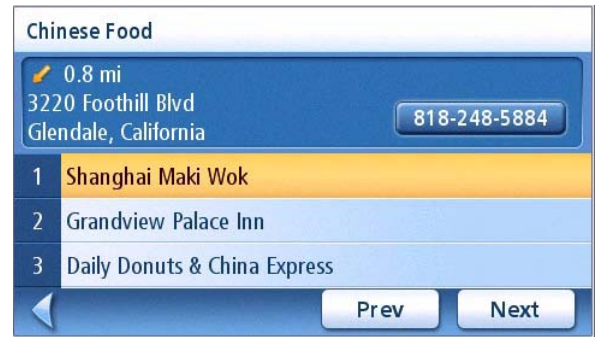 Chinese Food
0.8 mi
3220 Foothill Blvd
Glendale, California
818-248-5884
1 Shanghai Maki Wok
2 Grandview Palace Inn
3 Daily Donuts & China Express
Prev Next